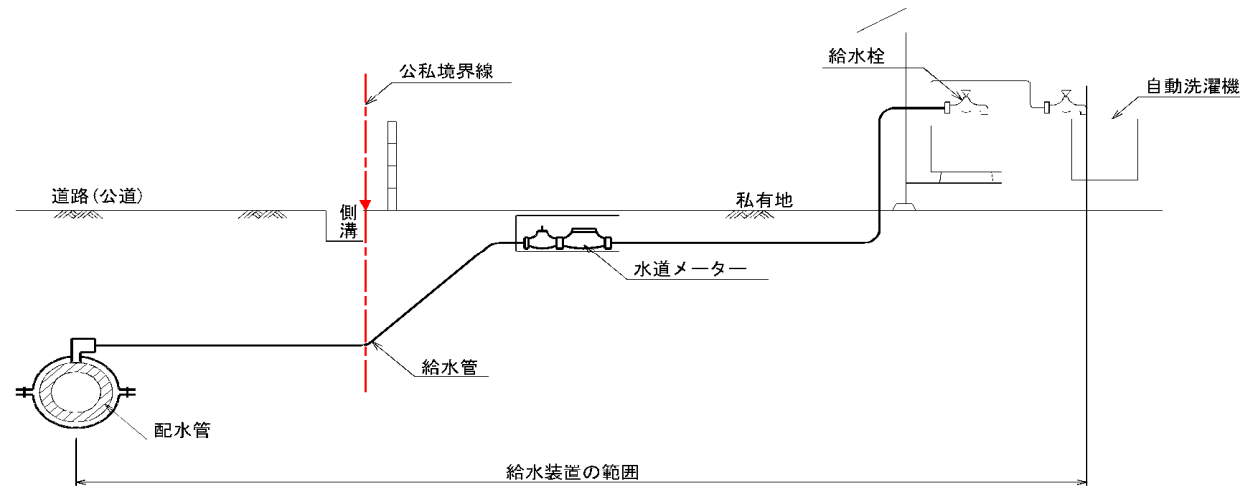 給水栓
公私境界線
自動洗濯機
道路(公道)
側溝
私有地
水道メーター
給水管
配水管
給水装置の範囲